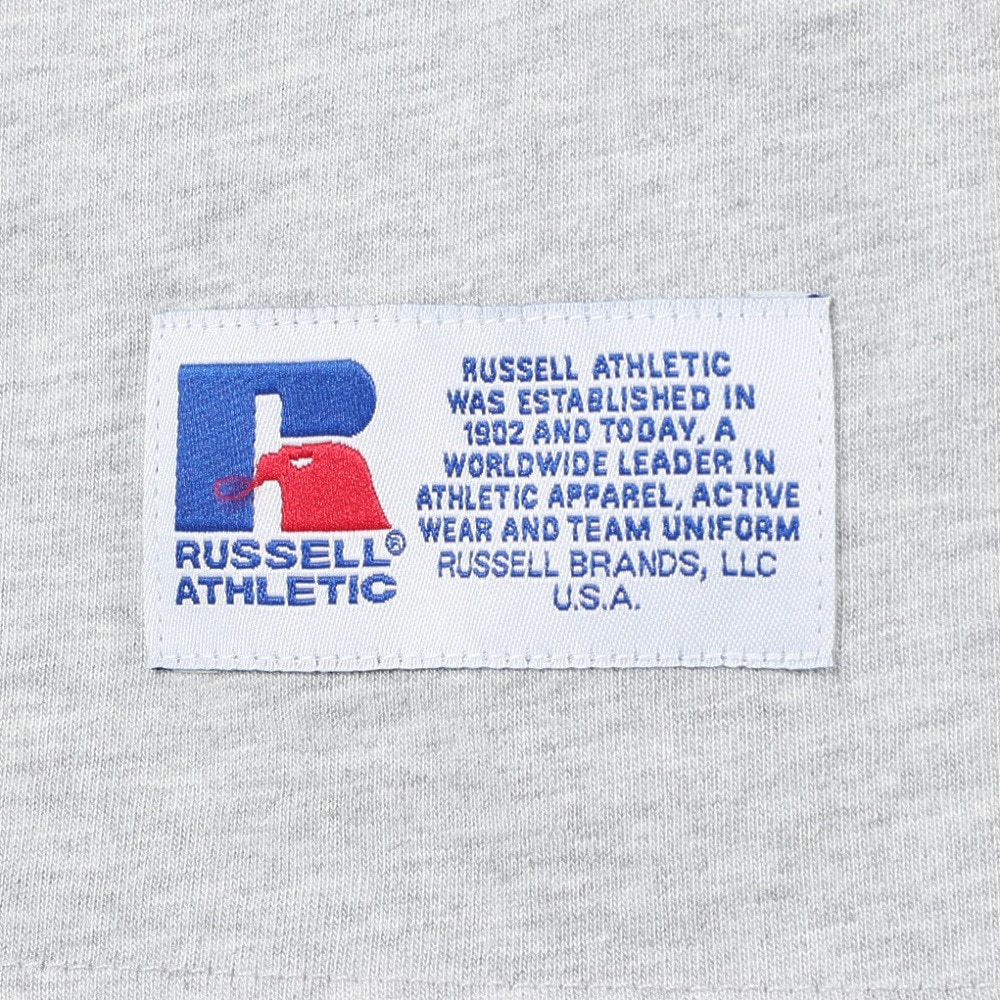 R
RUSSELL®
ATHLETIC
RUSSELL ATHLETIC
WAS ESTABLISHED IN
1902 AND TODAY, A
WORLDWIDE LEADER IN
ATHLETIC APPAREL, ACTIVE
WEAR AND TEAM UNIFORM
RUSSELL BRANDS, LLC
U.S.A.